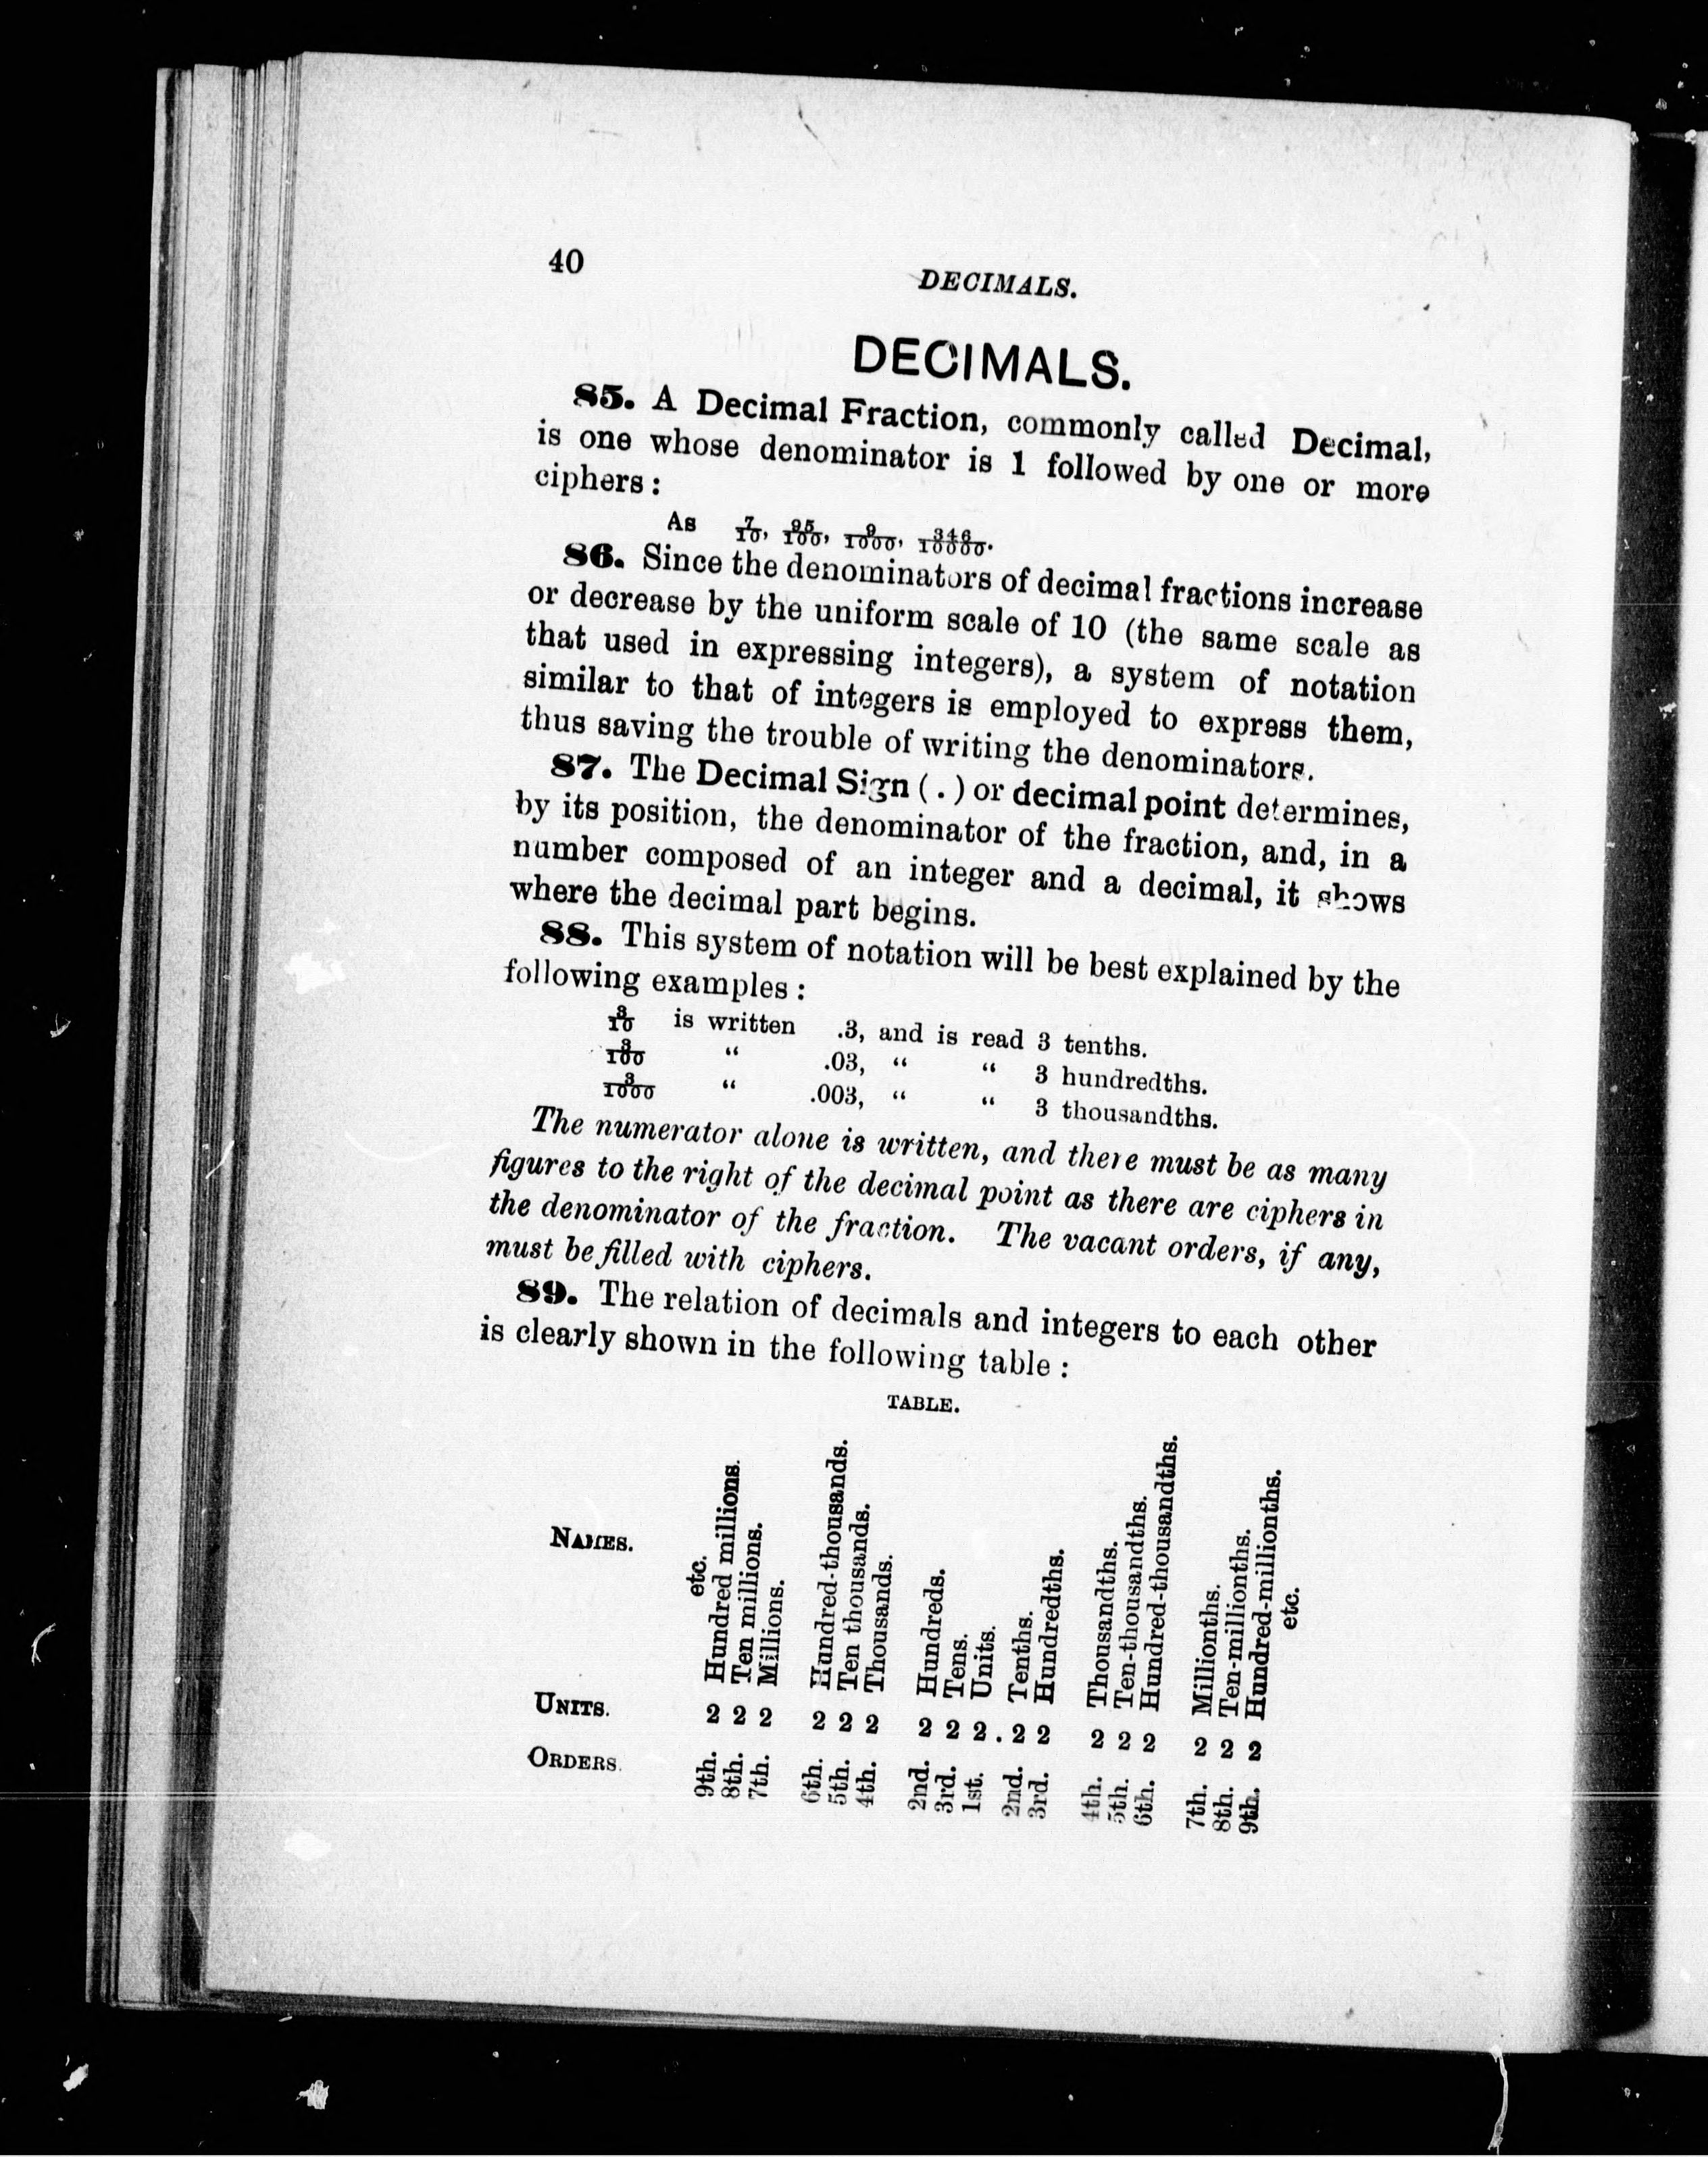 40
DECIMALS.
DECIMALS.
85. A Decimal Fraction, commonly called Decimal,
is one whose denominator is 1 followed by one or more
ciphers :
As 7/10, 95/100, 9/1000, 346/10000.
86. Since the denominators of decimal fractions increase
or decrease by the uniform scale of 10 (the same scale as
that used in expressing integers), a system of notation
similar to that of integers is employed to express them,
thus saving the trouble of writing the denominators.
87. The Decimal Sign ( . ) or decimal point determines,
by its position, the denominator of the fraction, and, in a
number composed of an integer and a decimal, it shows
where the decimal part begins.
88. This system of notation will be best explained by the
following examples :
3/10 is written .3, and is read 3 tenths.
3/100 “ .03, “ “ 3 hundredths.
3/1000 “ .003, “ “ 3 thousandths.
The numerator alone is written, and there must be as many
figures to the right of the decimal point as there are ciphers in
the denominator of the fraction. The vacant orders, if any,
must be filled with ciphers.
89. The relation of decimals and integers to each other
is clearly shown in the following table :
TABLE.
NAMES.
etc.
Hundred millions.
Ten millions.
Millions.
Hundred-thousands.
Ten thousands.
Thousands.
Hundreds.
Tens.
Units.
Tenths.
Hundredths.
Thousandths.
Ten-thousandths.
Hundred-thousandths.
Millionths.
Ten-millionths.
Hundred-millionths.
etc.
UNITS. 2 2 2 2 2 2 2 2 2 . 2 2 2 2 2 2 2 2
ORDERS. 9th. 8th. 7th. 6th. 5th. 4th. 2nd. 3rd. 1st. 2nd. 3rd. 4th. 5th. 6th. 7th. 8th. 9th.